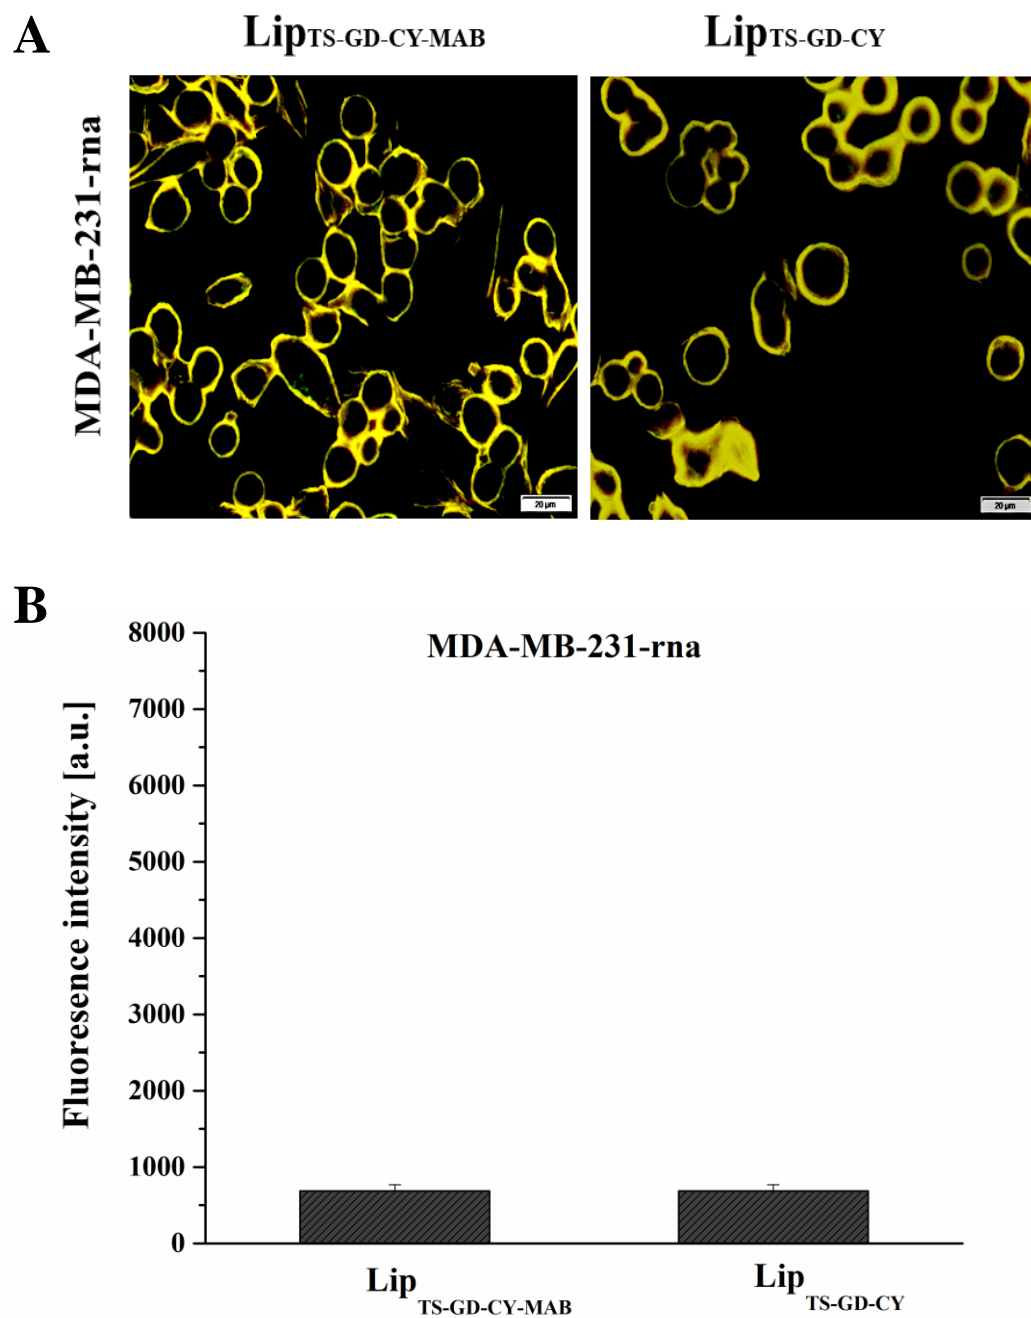 A
LipTS-GD-CY-MAB
LipTS-GD-CY
MDA-MB-231-rna
20 µm
20 µm
B
MDA-MB-231-rna
Fluoresence intensity [a.u.]
8000
7000
6000
5000
4000
3000
2000
1000
0
LipTS-GD-CY-MAB
LipTS-GD-CY